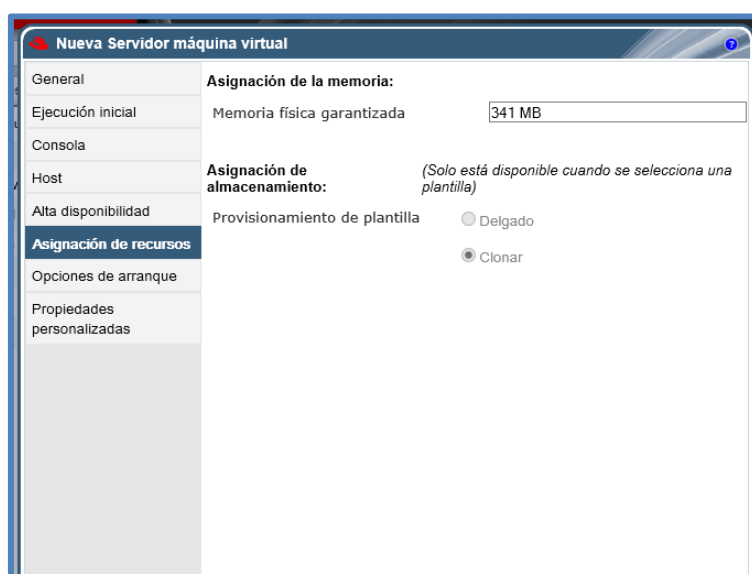 Nueva Servidor máquina virtual
General
Ejecución inicial
Consola
Host
Alta disponibilidad
Asignación de recursos
Opciones de arranque
Propiedades
personalizadas
Asignación de la memoria:
Memoria física garantizada
341 MB
Asignación de
almacenamiento:
(Solo está disponible cuando se selecciona una
plantilla)
Provisionamiento de plantilla
Delgado
Clonar